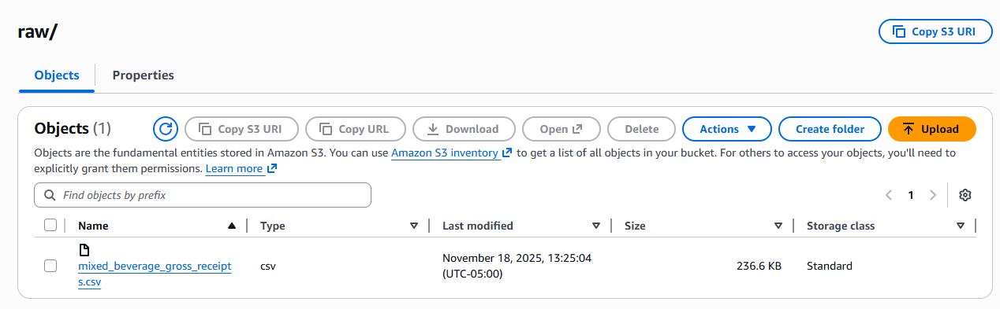 raw/
Copy S3 URI
Objects
Properties
Objects (1)
Copy S3 URI
Copy URL
Download
Open
Delete
Actions
Create folder
Upload
Objects are the fundamental entities stored in Amazon S3. You can use Amazon S3 inventory to get a list of all objects in your bucket. For others to access your objects, you'll need to
explicitly grant them permissions. Learn more
Find objects by prefix
1
Name
Type
Last modified
Size
Storage class
mixed_beverage_gross_receipt
s.csv
csv
November 18, 2025, 13:25:04
(UTC-05:00)
236.6 KB
Standard